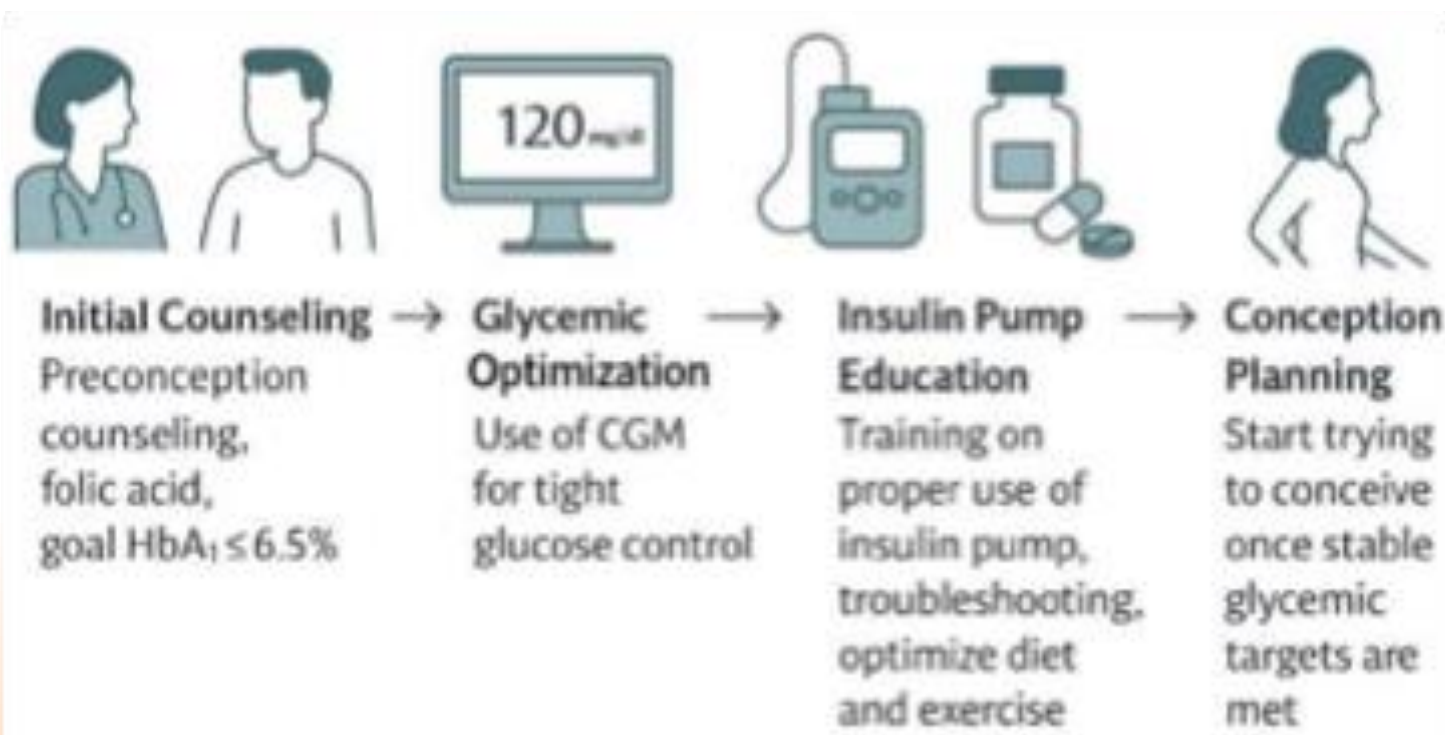 120 mg/dl
Initial Counseling →
Preconception
counseling,
folic acid,
goal HbA₁ ≤ 6.5%
Glycemic →
Optimization
Use of CGM
for tight
glucose control
Insulin Pump →
Education
Training on
proper use of
insulin pump,
troubleshooting,
optimize diet
and exercise
Conception
Planning
Start trying
to conceive
once stable
glycemic
targets are
met